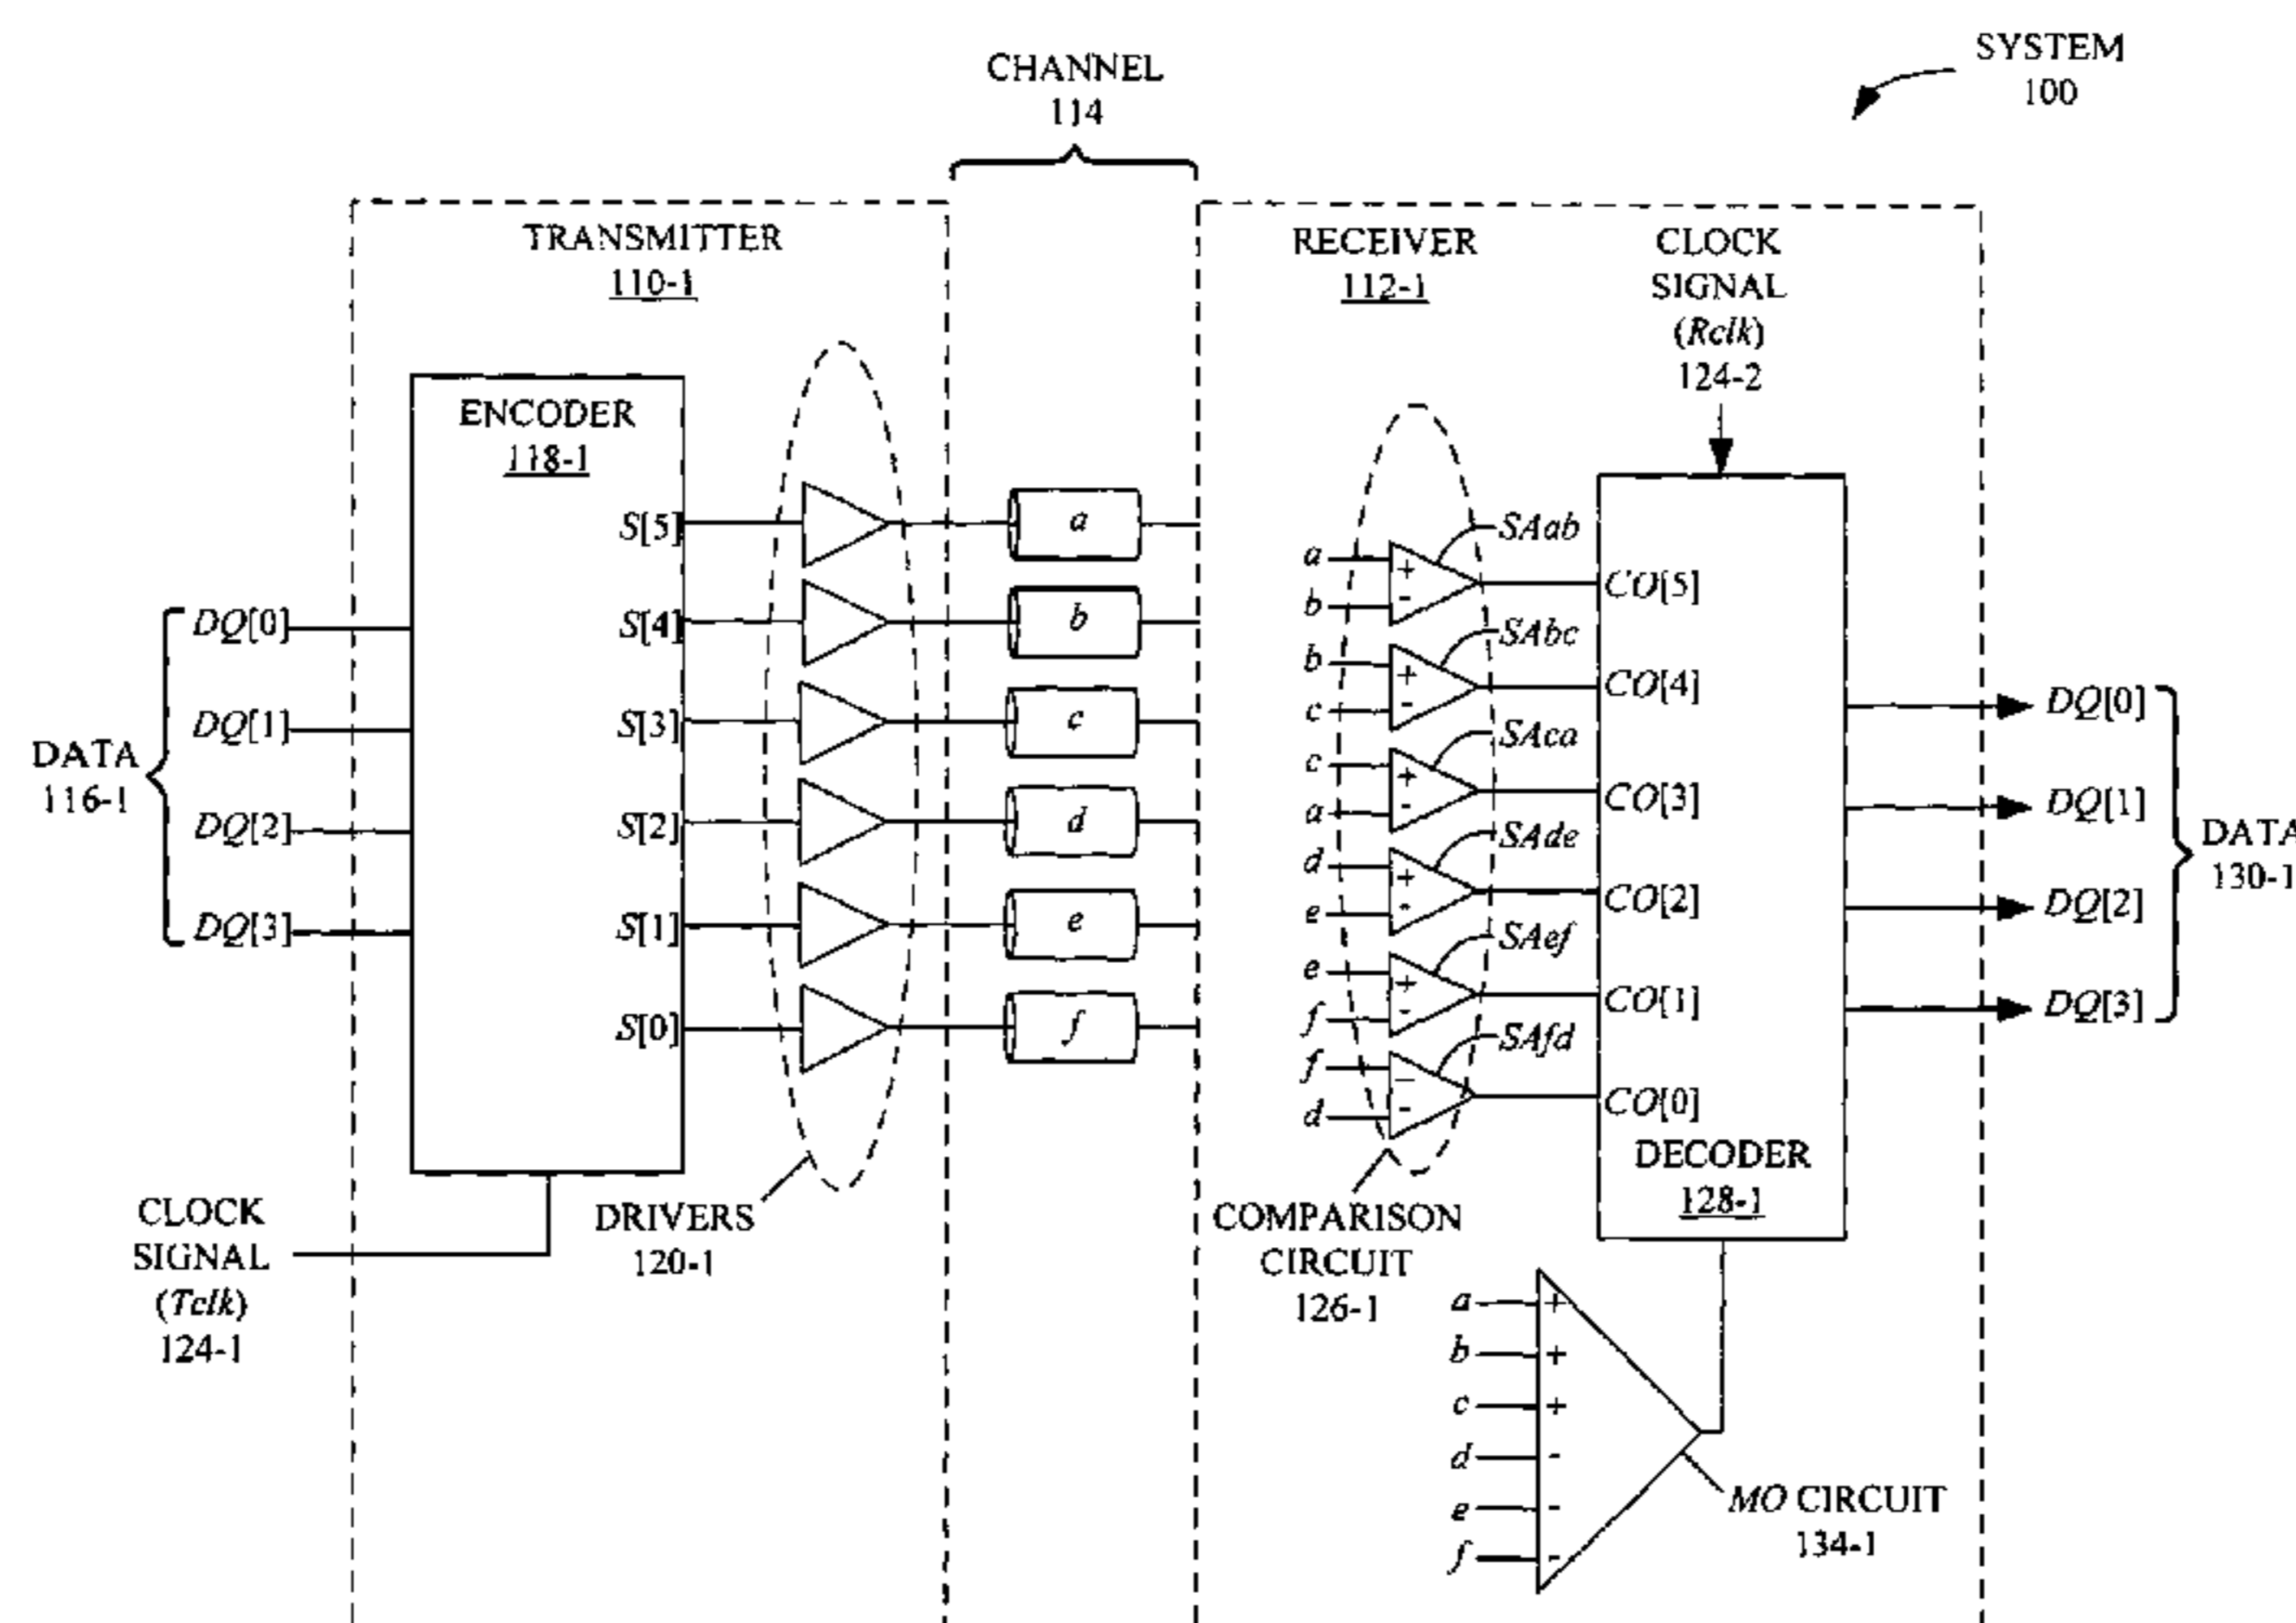 SYSTEM
100
CHANNEL
114
TRANSMITTER
110-1
RECEIVER
112-1
CLOCK
SIGNAL
(Rclk)
124-2
ENCODER
118-1
S[5]
S[4]
S[3]
S[2]
S[1]
S[0]
a
b
c
d
e
f
DATA
116-1
DQ[0]
DQ[1]
DQ[2]
DQ[3]
CLOCK
SIGNAL
(Tclk)
124-1
DRIVERS
120-1
a
+
SAab
b
-
CO[5]
b
+
SAbc
c
-
CO[4]
c
+
SAca
a
-
CO[3]
d
+
SAde
e
-
CO[2]
e
+
SAef
f
-
CO[1]
f
–
SAfd
d
-
CO[0]
DECODER
128-1
COMPARISON
CIRCUIT
126-1
DQ[0]
DQ[1]
DQ[2]
DQ[3]
DATA
130-1
a +
b +
c +
d -
e -
f -
MO CIRCUIT
134-1